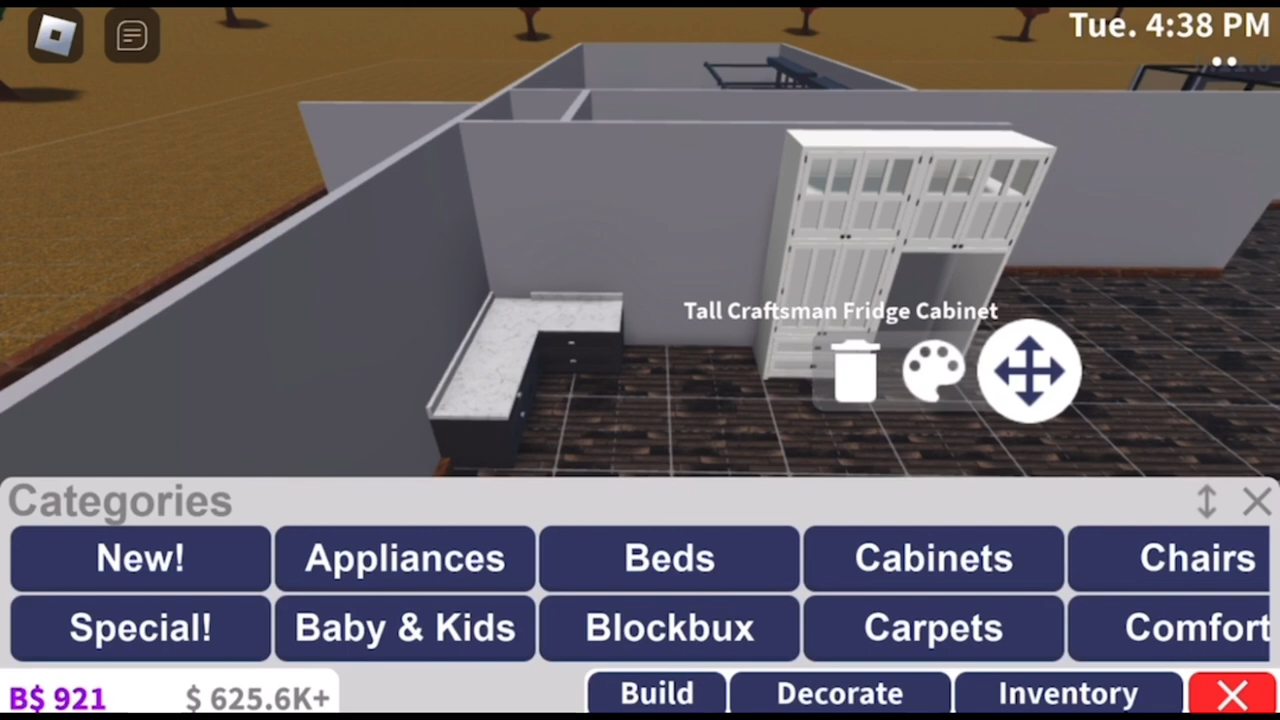 Tue. 4:38 PM
Tall Craftsman Fridge Cabinet
Categories
New!
Appliances
Beds
Cabinets
Chairs
Special!
Baby & Kids
Blockbux
Carpets
Comfort
B$ 921
$ 625.6K+
Build
Decorate
Inventory